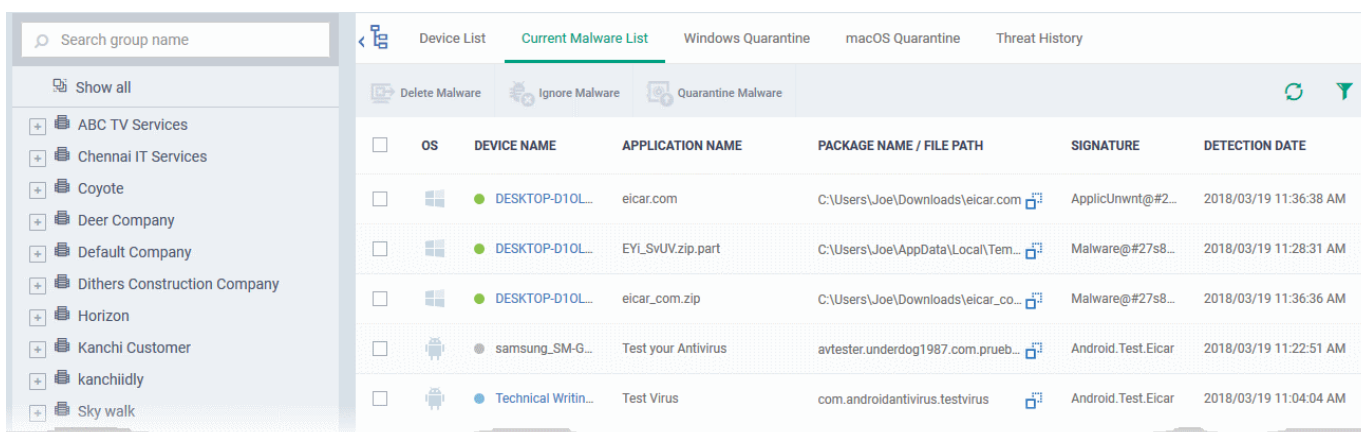 Search group name
Show all
ABC TV Services
Chennai IT Services
Coyote
Deer Company
Default Company
Dithers Construction Company
Horizon
Kanchi Customer
kanchiidly
Sky walk
Device List Current Malware List Windows Quarantine macOS Quarantine Threat History
Delete Malware Ignore Malware Quarantine Malware
OS DEVICE NAME APPLICATION NAME PACKAGE NAME / FILE PATH SIGNATURE DETECTION DATE
DESKTOP-D1OL... eicar.com C:\Users\Joe\Downloads\eicar.com ApplicUnwnt@#2... 2018/03/19 11:36:38 AM
DESKTOP-D1OL... EYi_SvUV.zip.part C:\Users\Joe\AppData\Local\Tem... Malware@#27s8... 2018/03/19 11:28:31 AM
DESKTOP-D1OL... eicar_com.zip C:\Users\Joe\Downloads\eicar_co... Malware@#27s8... 2018/03/19 11:36:36 AM
samsung_SM-G... Test your Antivirus avtester.underdog1987.com.prueb... Android.Test.Eicar 2018/03/19 11:22:51 AM
Technical Writin... Test Virus com.androidantivirus.testvirus Android.Test.Eicar 2018/03/19 11:04:04 AM